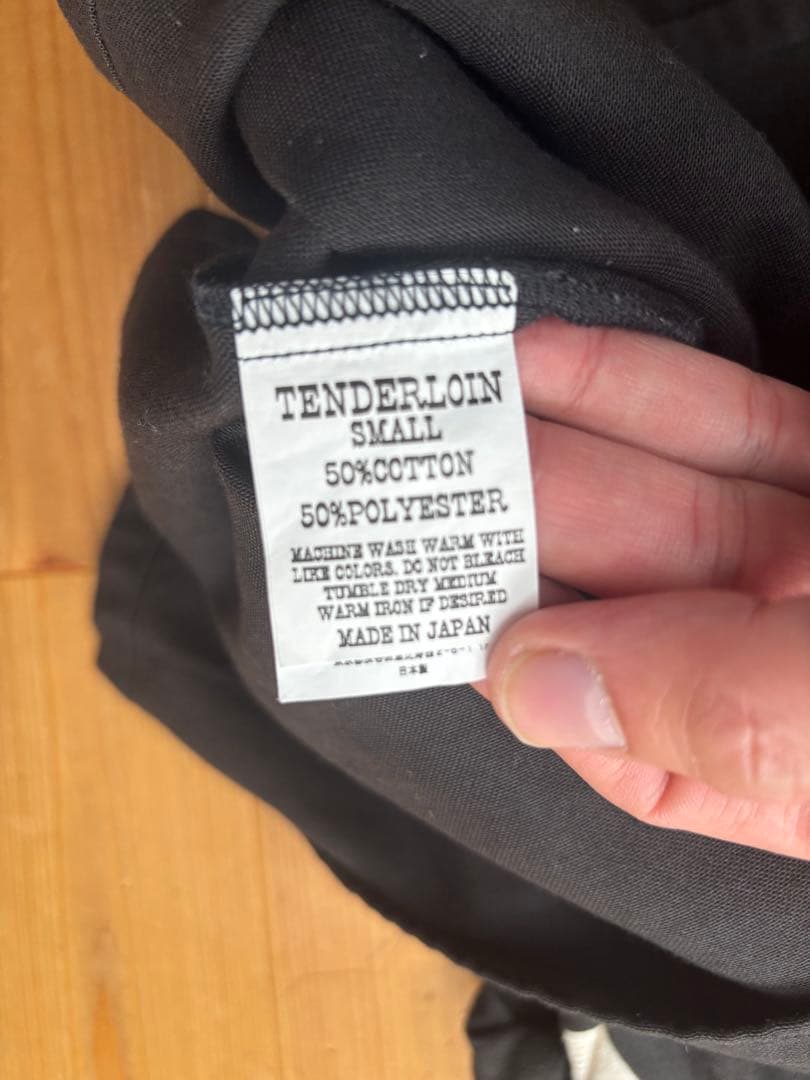 TENDERLOIN
SMALL
50%COTTON
50%POLYESTER
MACHINE WASH WARM WITH
LIKE COLORS. DO NOT BLEACH
TUMBLE DRY MEDIUM
WARM IRON IF DESIRED
MADE IN JAPAN
日本製